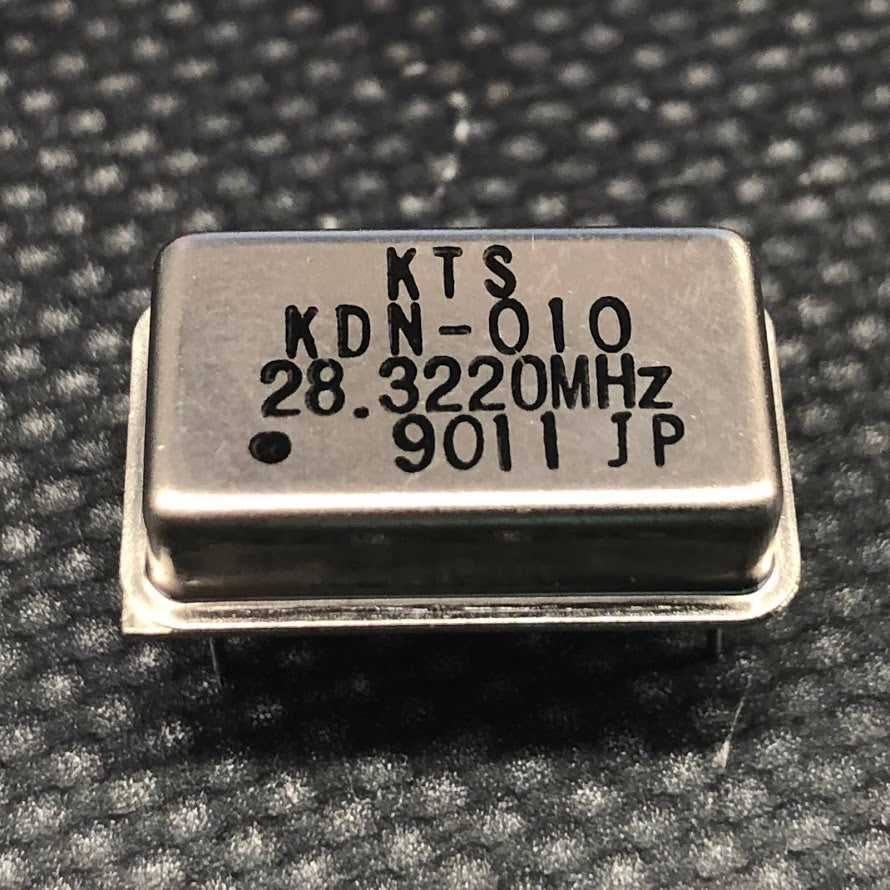 KTS
KDN-010
28.3220MHz
9011 JP